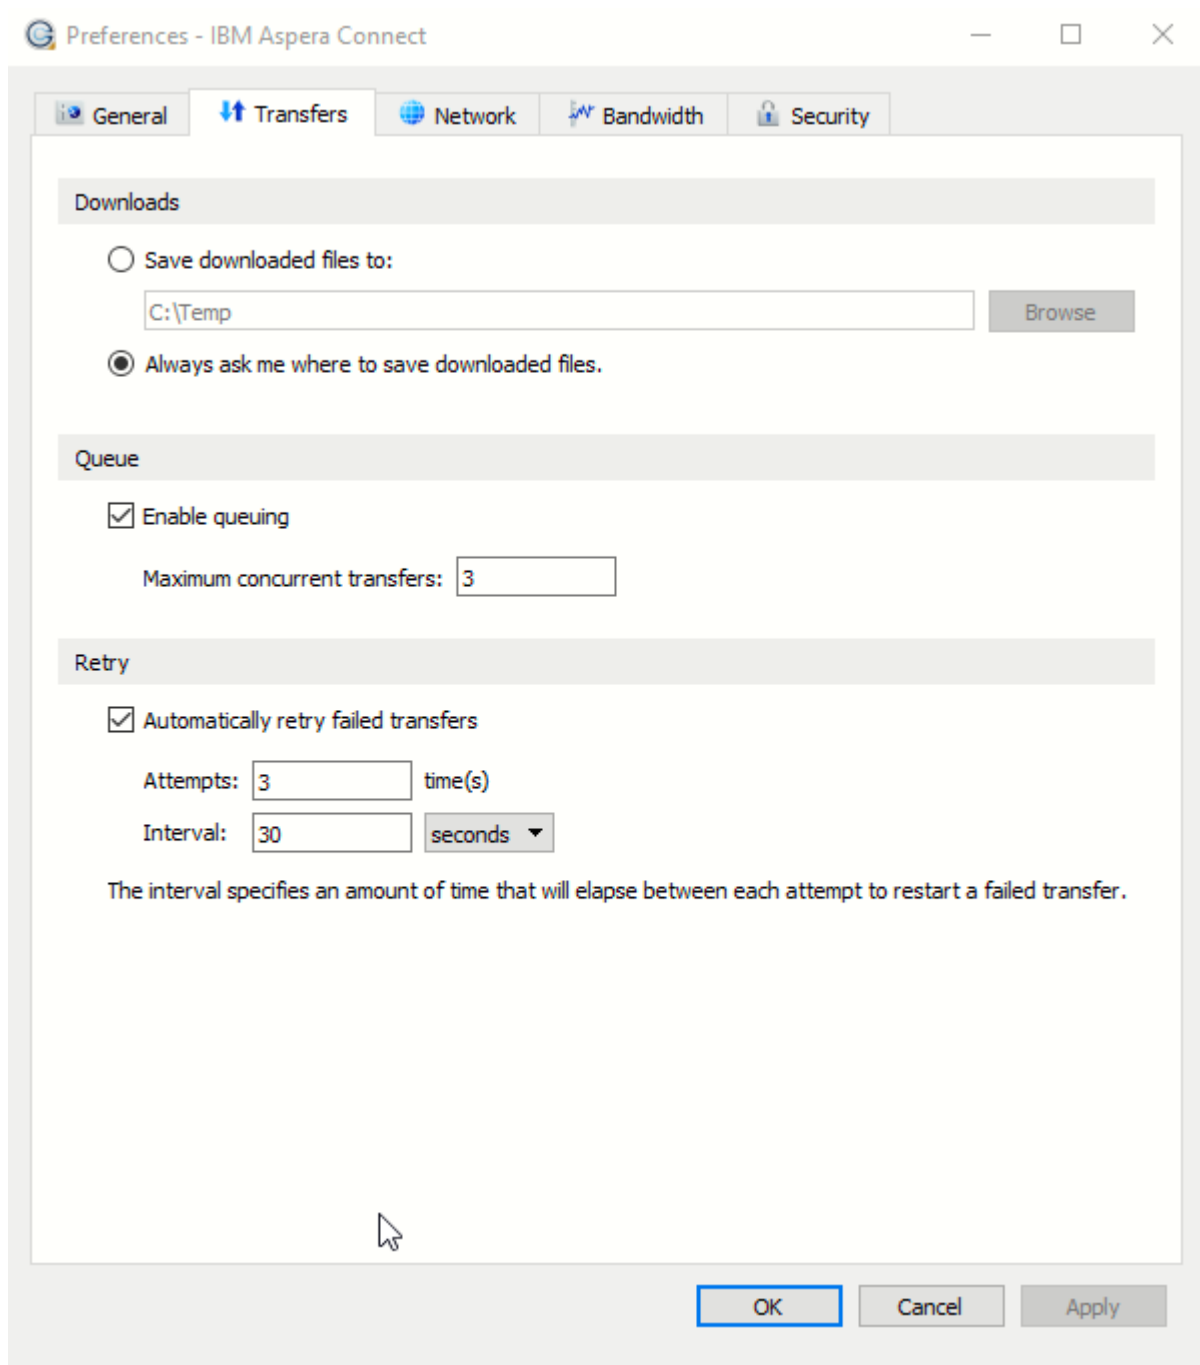 Preferences - IBM Aspera Connect
General Transfers Network Bandwidth Security
Downloads
Save downloaded files to:
C:\Temp Browse
Always ask me where to save downloaded files.
Queue
Enable queuing
Maximum concurrent transfers: 3
Retry
Automatically retry failed transfers
Attempts: 3 time(s)
Interval: 30 seconds
The interval specifies an amount of time that will elapse between each attempt to restart a failed transfer.
OK Cancel Apply